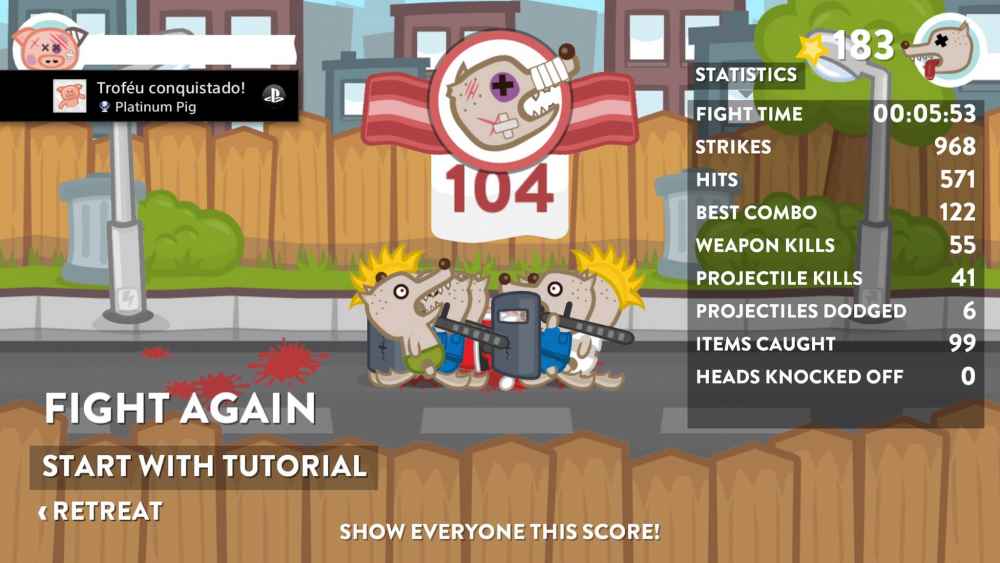 Troféu conquistado!
Platinum Pig
104
183
STATISTICS
FIGHT TIME 00:05:53
STRIKES 968
HITS 571
BEST COMBO 122
WEAPON KILLS 55
PROJECTILE KILLS 41
PROJECTILES DODGED 6
ITEMS CAUGHT 99
HEADS KNOCKED OFF 0
FIGHT AGAIN
START WITH TUTORIAL
‹ RETREAT
SHOW EVERYONE THIS SCORE!